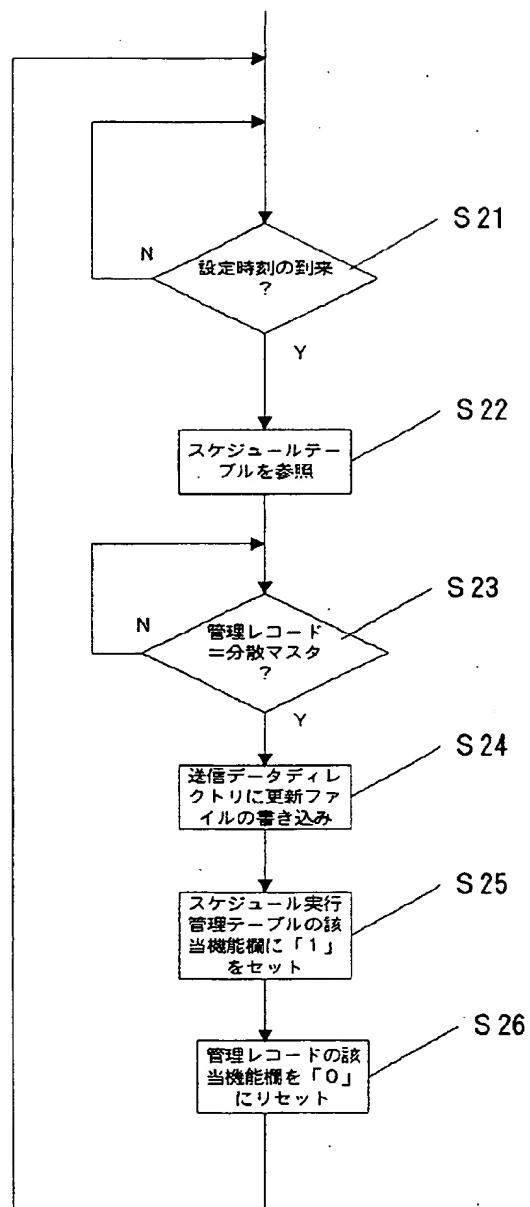 S21
設定時刻の到来
?
N
Y
S22
スケジュールテー
ブルを参照
S23
管理レコード
=分散マスタ
?
N
Y
S24
送信データディレ
クトリに更新ファ
イルの書き込み
S25
スケジュール実行
管理テーブルの該
当機能欄に「1」
をセット
S26
管理レコードの該
当機能欄を「0」
にリセット